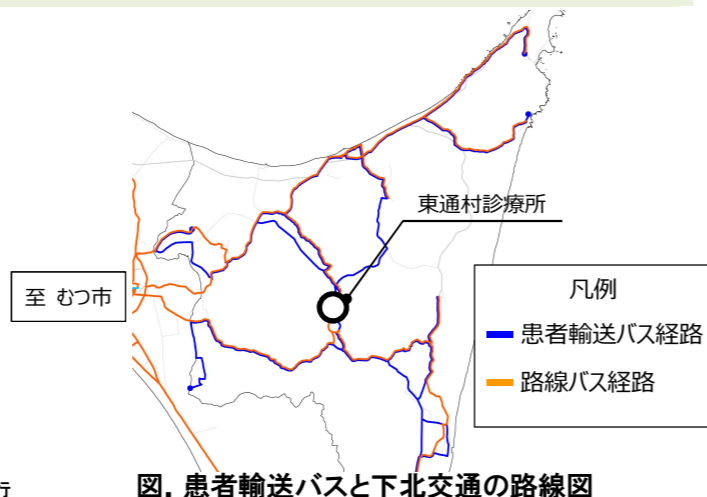 東通村診療所
至 むつ市
凡例
患者輸送バス経路
路線バス経路
図. 患者輸送バスと下北交通の路線図
行